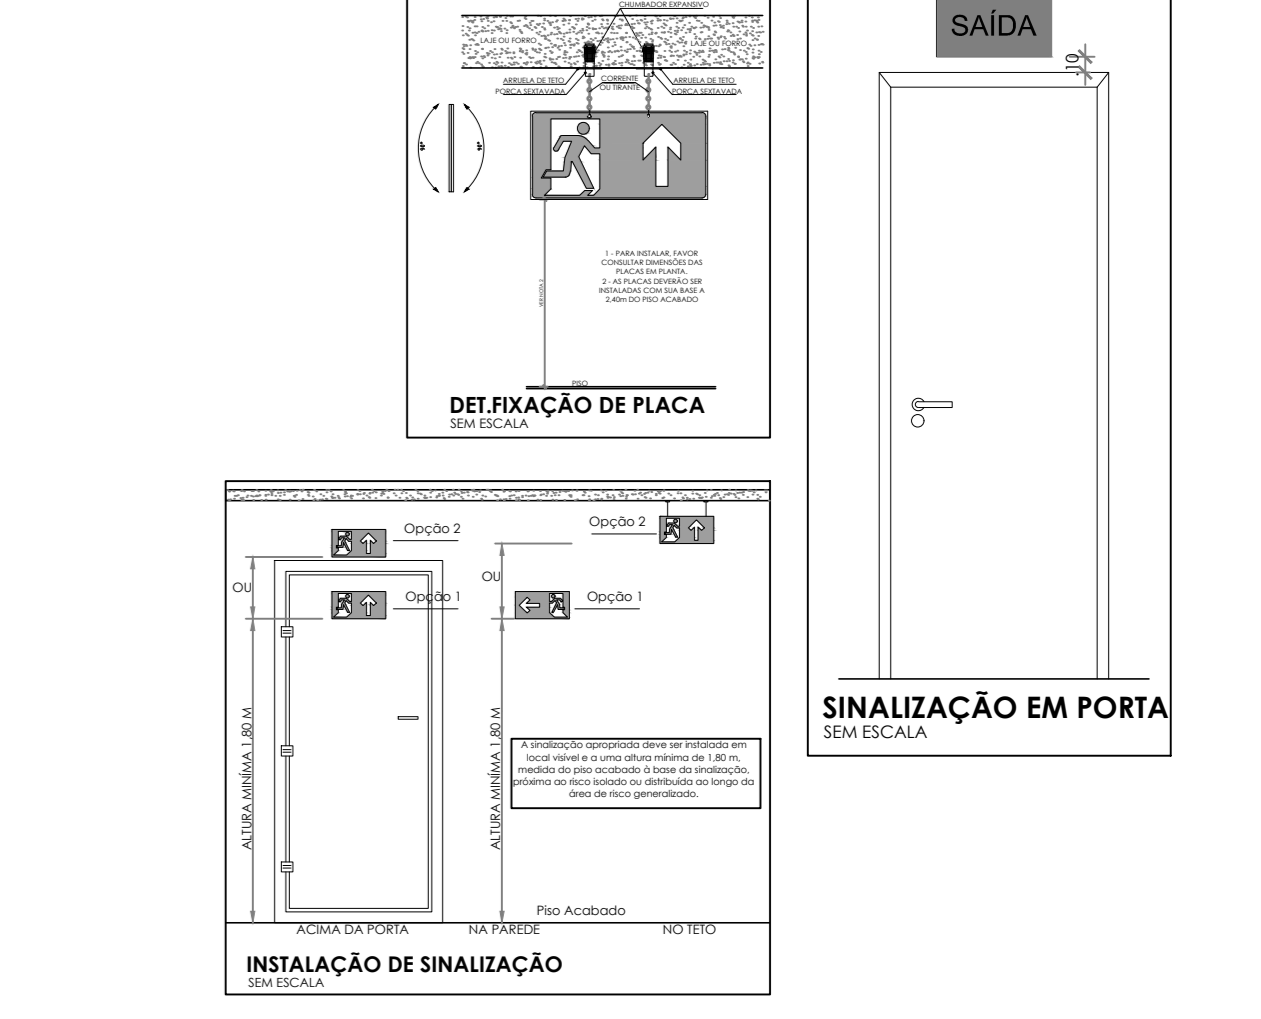 CHUMBADOR EXPANSIVO
LAJE OU FORRO
LAJE OU FORRO
ARRUELA DE TETO
PORCA SEXTAVADA
CORRENTE
OU TIRANTE
ARRUELA DE TETO
PORCA SEXTAVADA
90°
90°
1 - PARA INSTALAR, FAVOR
CONSULTAR DIMENSÕES DAS
PLACAS EM PLANTA.
2 - AS PLACAS DEVERÃO SER
INSTALADAS COM SUA BASE A
2,40m DO PISO ACABADO
VER NOTA 2
PISO
DET.FIXAÇÃO DE PLACA
SEM ESCALA
SAÍDA
.10
SINALIZAÇÃO EM PORTA
SEM ESCALA
Opção 2
Opção 2
OU
OU
Opção 1
Opção 1
ALTURA MINÍMA 1,80 M
ALTURA MINÍMA 1,80 M
A sinalização apropriada deve ser instalada em
local visível e a uma altura mínima de 1,80 m,
medida do piso acabado à base da sinalização,
próxima ao risco isolado ou distribuída ao longo da
área de risco generalizado.
Piso Acabado
ACIMA DA PORTA
NA PAREDE
NO TETO
INSTALAÇÃO DE SINALIZAÇÃO
SEM ESCALA